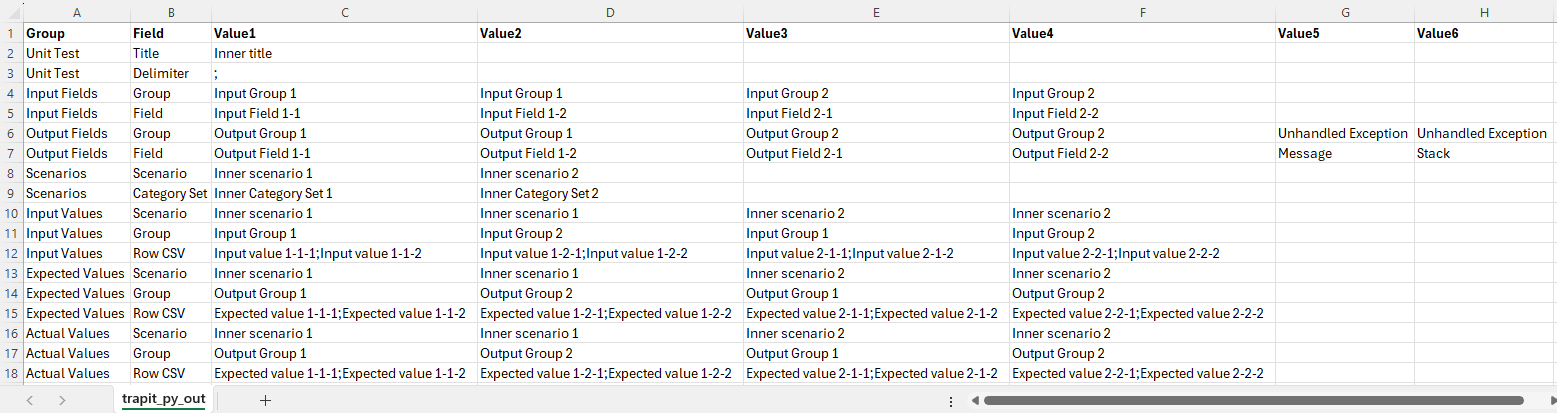 A B C D E F G H
1 Group Field Value1 Value2 Value3 Value4 Value5 Value6
2 Unit Test Title Inner title
3 Unit Test Delimiter ;
4 Input Fields Group Input Group 1 Input Group 1 Input Group 2 Input Group 2
5 Input Fields Field Input Field 1-1 Input Field 1-2 Input Field 2-1 Input Field 2-2
6 Output Fields Group Output Group 1 Output Group 1 Output Group 2 Output Group 2 Unhandled Exception Unhandled Exception
7 Output Fields Field Output Field 1-1 Output Field 1-2 Output Field 2-1 Output Field 2-2 Message Stack
8 Scenarios Scenario Inner scenario 1 Inner scenario 2
9 Scenarios Category Set Inner Category Set 1 Inner Category Set 2
10 Input Values Scenario Inner scenario 1 Inner scenario 1 Inner scenario 2 Inner scenario 2
11 Input Values Group Input Group 1 Input Group 2 Input Group 1 Input Group 2
12 Input Values Row CSV Input value 1-1-1;Input value 1-1-2 Input value 1-2-1;Input value 1-2-2 Input value 2-1-1;Input value 2-1-2 Input value 2-2-1;Input value 2-2-2
13 Expected Values Scenario Inner scenario 1 Inner scenario 1 Inner scenario 2 Inner scenario 2
14 Expected Values Group Output Group 1 Output Group 2 Output Group 1 Output Group 2
15 Expected Values Row CSV Expected value 1-1-1;Expected value 1-1-2 Expected value 1-2-1;Expected value 1-2-2 Expected value 2-1-1;Expected value 2-1-2 Expected value 2-2-1;Expected value 2-2-2
16 Actual Values Scenario Inner scenario 1 Inner scenario 1 Inner scenario 2 Inner scenario 2
17 Actual Values Group Output Group 1 Output Group 2 Output Group 1 Output Group 2
18 Actual Values Row CSV Expected value 1-1-1;Expected value 1-1-2 Expected value 1-2-1;Expected value 1-2-2 Expected value 2-1-1;Expected value 2-1-2 Expected value 2-2-1;Expected value 2-2-2
trapit_py_out